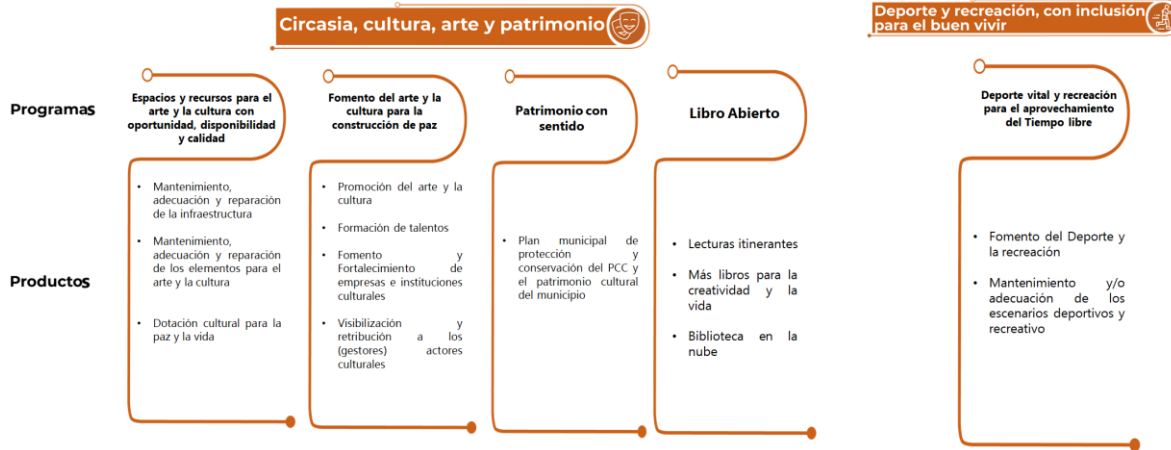 Circasia, cultura, arte y patrimonio
Deporte y recreación, con inclusión
para el buen vivir
Programas
Espacios y recursos para el
arte y la cultura con
oportunidad, disponibilidad
y calidad
Fomento del arte y la
cultura para la
construcción de paz
Patrimonio con
sentido
Libro Abierto
Deporte vital y recreación
para el aprovechamiento
del Tiempo libre
Productos
• Mantenimiento,
adecuación y reparación
de la infraestructura
• Mantenimiento,
adecuación y reparación
de los elementos para el
arte y la cultura
• Dotación cultural para la
paz y la vida
• Promoción del arte y la
cultura
• Formación de talentos
• Fomento y
Fortalecimiento de
empresas e instituciones
culturales
• Visibilización y
retribución a los
(gestores) actores
culturales
• Plan municipal de
protección y
conservación del PCC y
el patrimonio cultural
del municipio
• Lecturas itinerantes
• Más libros para la
creatividad y la
vida
• Biblioteca en la
nube
• Fomento del Deporte y
la recreación
• Mantenimiento y/o
adecuación de los
escenarios deportivos y
recreativo